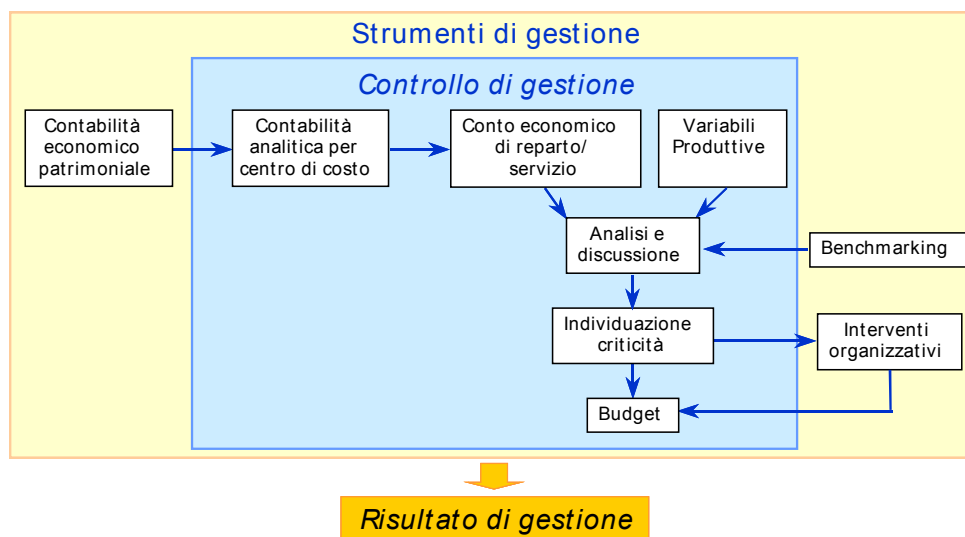 Strumenti di gestione
Controllo di gestione
Contabilità
economico
patrimoniale
Contabilità
analitica per
centro di costo
Conto economico
di reparto/
servizio
Variabili
Produttive
Analisi e
discussione
Benchmarking
Individuazione
criticità
Interventi
organizzativi
Budget
Risultato di gestione